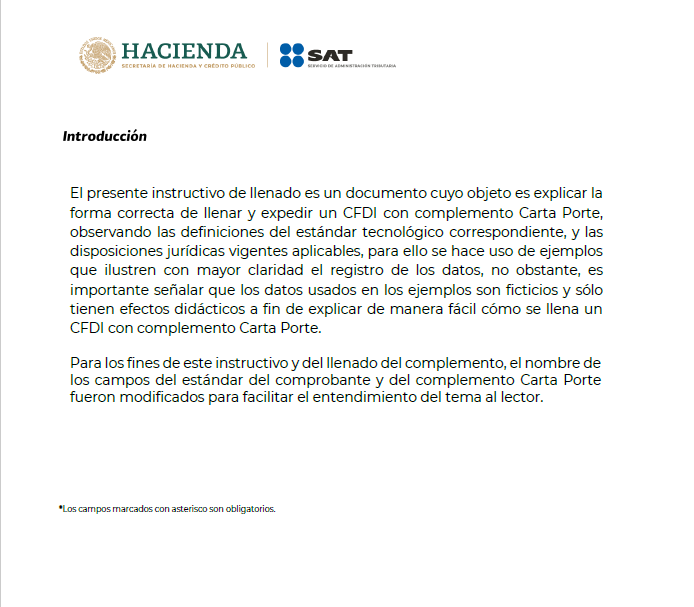 HACIENDA
SECRETARÍA DE HACIENDA Y CRÉDITO PÚBLICO
SAT
SERVICIO DE ADMINISTRACIÓN TRIBUTARIA
Introducción
El presente instructivo de llenado es un documento cuyo objeto es explicar la
forma correcta de llenar y expedir un CFDI con complemento Carta Porte,
observando las definiciones del estándar tecnológico correspondiente, y las
disposiciones jurídicas vigentes aplicables, para ello se hace uso de ejemplos
que ilustren con mayor claridad el registro de los datos, no obstante, es
importante señalar que los datos usados en los ejemplos son ficticios y sólo
tienen efectos didácticos a fin de explicar de manera fácil cómo se llena un
CFDI con complemento Carta Porte.
Para los fines de este instructivo y del llenado del complemento, el nombre de
los campos del estándar del comprobante y del complemento Carta Porte
fueron modificados para facilitar el entendimiento del tema al lector.
*Los campos marcados con asterisco son obligatorios.